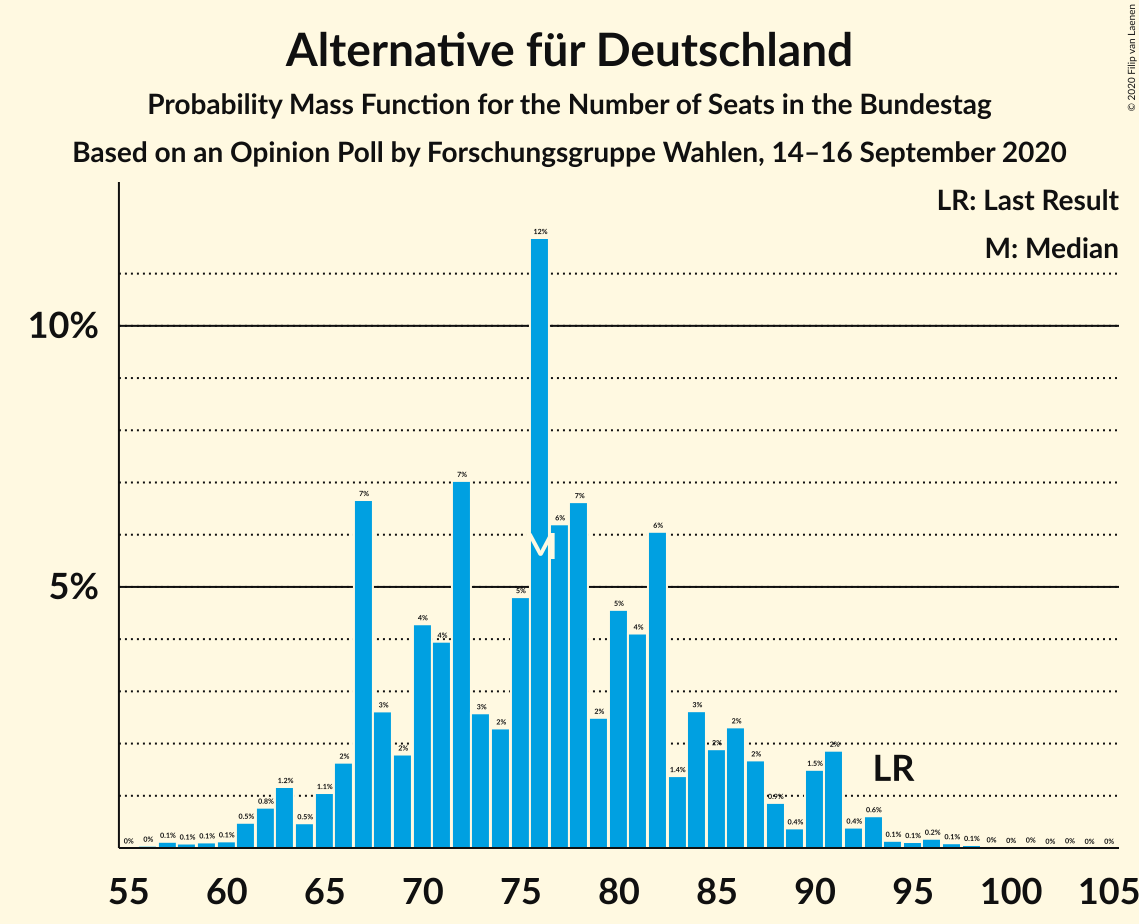 Alternative für Deutschland
Probability Mass Function for the Number of Seats in the Bundestag
Based on an Opinion Poll by Forschungsgruppe Wahlen, 14–16 September 2020
© 2020 Filip van Laenen
LR: Last Result
M: Median
10%
5%
0% 0% 0.1% 0.1% 0.1% 0.1% 0.5% 0.8% 1.2% 0.5% 1.1% 2% 7% 3% 2% 4% 4% 7% 3% 2% 5% 12% 6% 7% 2% 5% 4% 6% 1.4% 3% 2% 2% 2% 0.9% 0.4% 1.5% 2% 0.4% 0.6% 0.1% 0.1% 0.2% 0.1% 0.1% 0% 0% 0% 0% 0% 0% 0%
M
LR
55 60 65 70 75 80 85 90 95 100 105